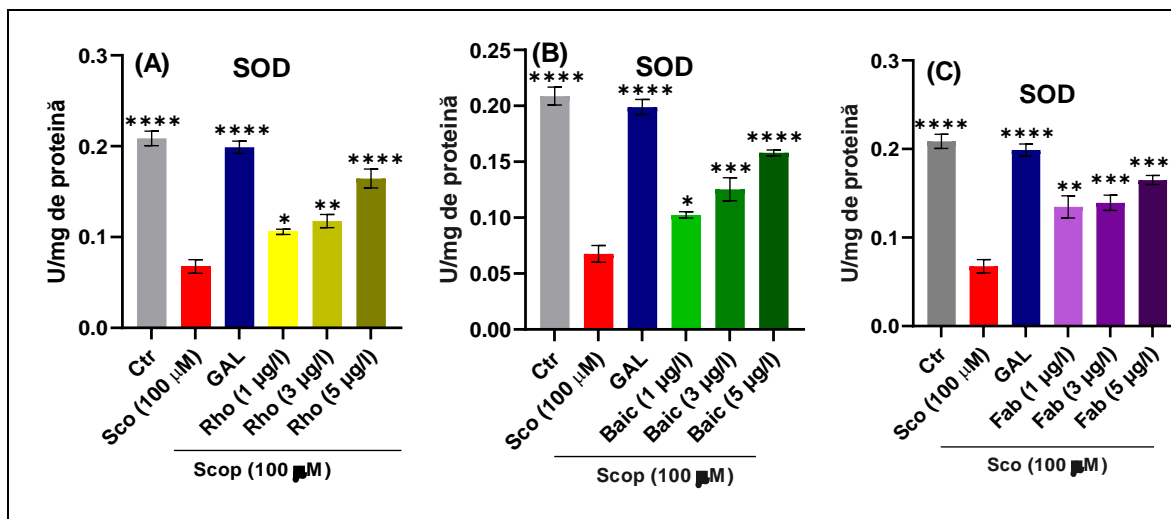 (A)
SOD
U/mg de proteină
0.3
0.2
0.1
0.0
****
****
*
**
****
Ctr
Sco (100 μM)
GAL
Rho (1 µg/l)
Rho (3 µg/l)
Rho (5 µg/l)
Scop (100 μM)
(B)
SOD
U/mg de proteină
0.25
0.20
0.15
0.10
0.05
0.00
****
****
*
***
****
Ctr
Sco (100 μM)
GAL
Baic (1 µg/l)
Baic (3 µg/l)
Baic (5 µg/l)
Scop (100 μM)
(C)
SOD
U/mg de proteină
0.3
0.2
0.1
0.0
****
****
**
***
***
Ctr
Sco (100 μM)
GAL
Fab (1 µg/l)
Fab (3 µg/l)
Fab (5 µg/l)
Sco (100 μM)